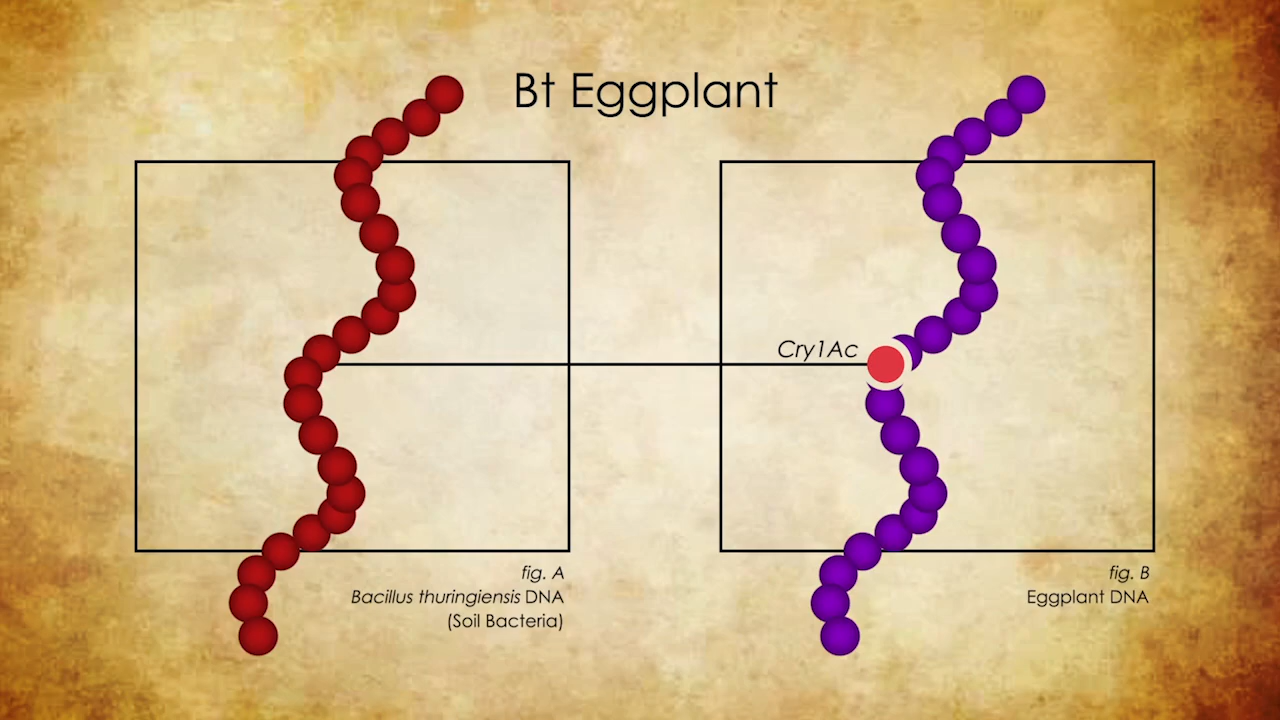 Bt Eggplant
Cry1Ac
fig. A
Bacillus thuringiensis DNA
(Soil Bacteria)
fig. B
Eggplant DNA